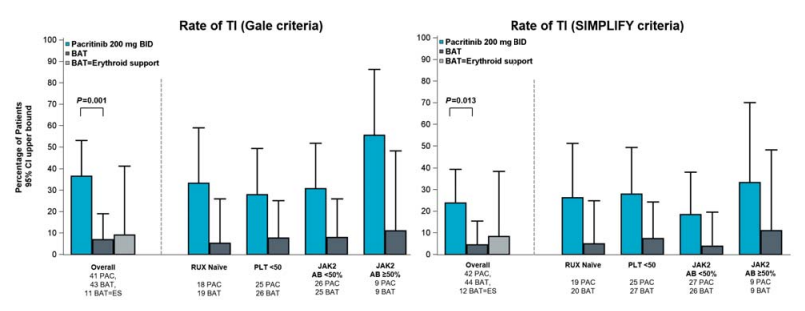 Rate of TI (Gale criteria)
Pacritinib 200 mg BID
BAT
BAT=Erythroid support
Percentage of Patients
95% CI upper bound
100
90
80
70
60
50
40
30
20
10
0
P=0.001
Overall
41 PAC,
43 BAT,
11 BAT=ES
RUX Naïve
18 PAC
19 BAT
PLT <50
25 PAC
26 BAT
JAK2
AB <50%
26 PAC
25 BAT
JAK2
AB ≥50%
9 PAC
9 BAT
Rate of TI (SIMPLIFY criteria)
Pacritinib 200 mg BID
BAT
BAT=Erythroid support
100
90
80
70
60
50
40
30
20
10
0
P=0.013
Overall
42 PAC,
44 BAT,
12 BAT=ES
RUX Naïve
19 PAC
20 BAT
PLT <50
25 PAC
27 BAT
JAK2
AB <50%
27 PAC
26 BAT
JAK2
AB ≥50%
9 PAC
9 BAT